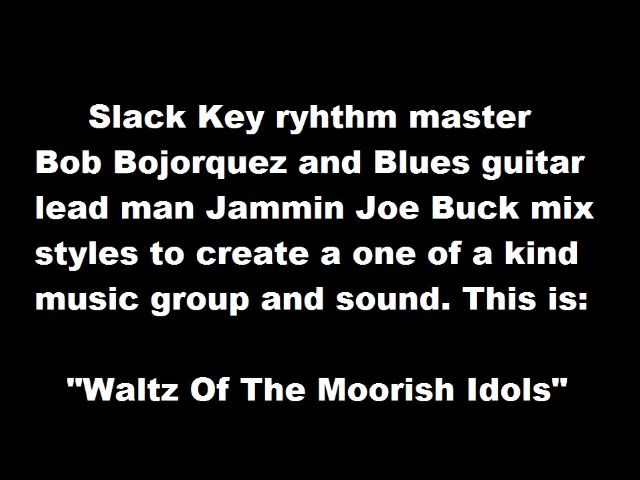 Slack Key ryhthm master
Bob Bojorquez and Blues guitar
lead man Jammin Joe Buck mix
styles to create a one of a kind
music group and sound. This is:
"Waltz Of The Moorish Idols"